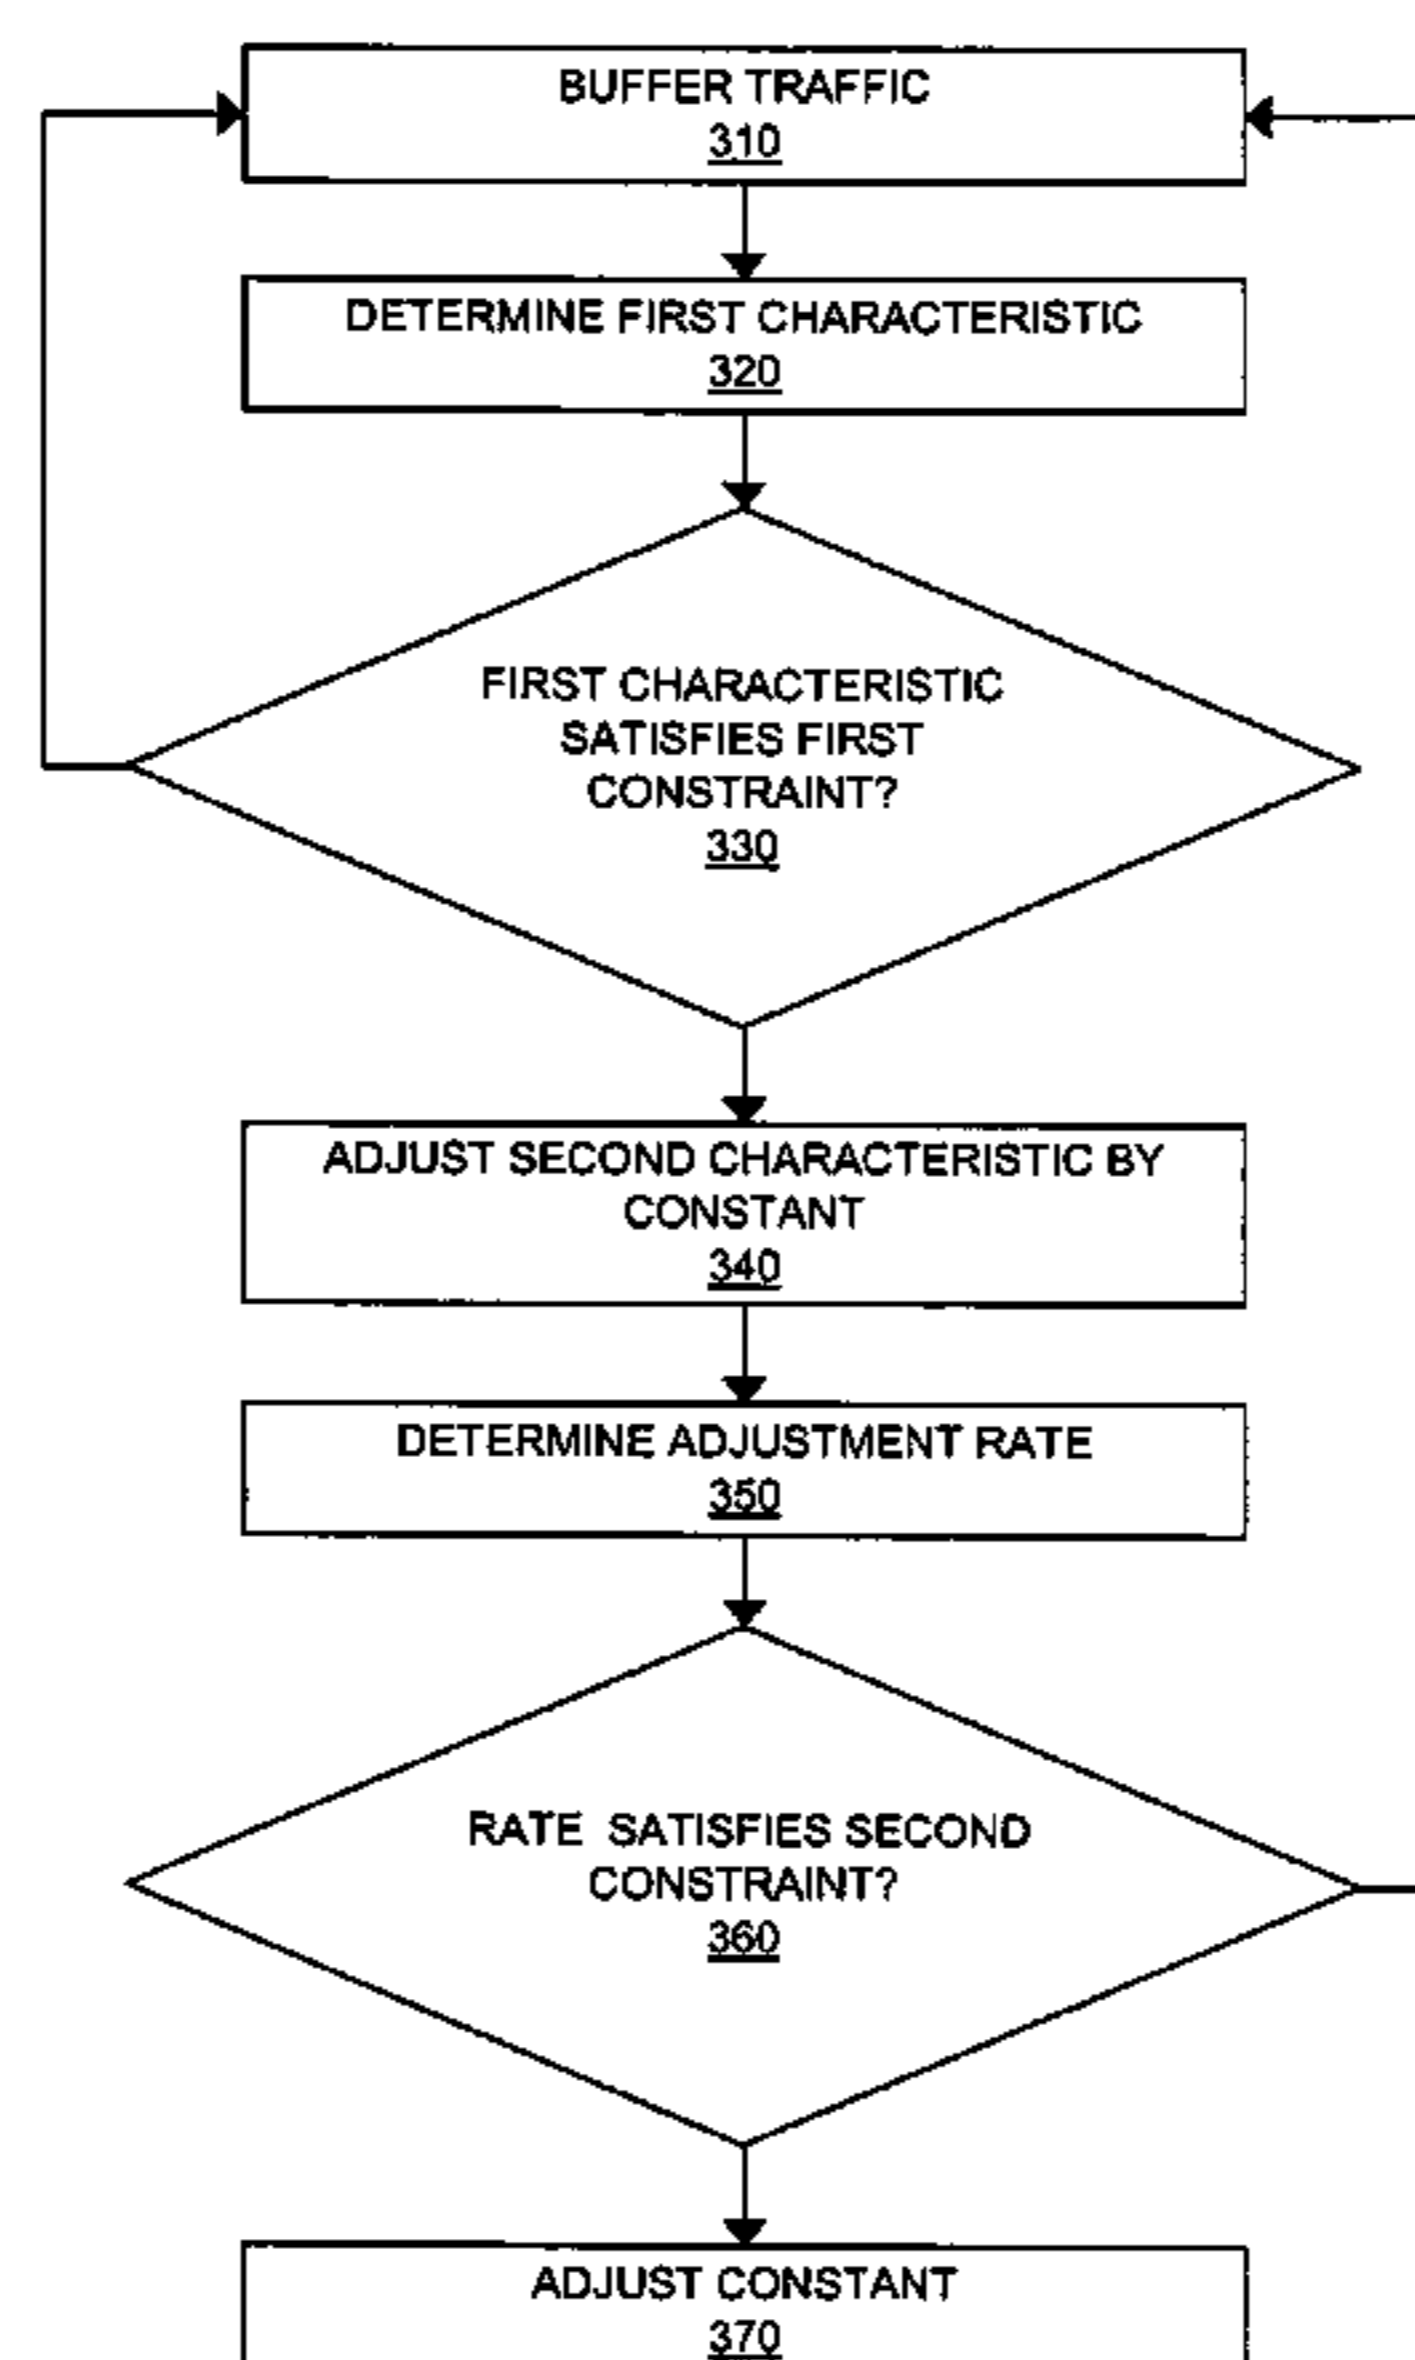 BUFFER TRAFFIC
310
DETERMINE FIRST CHARACTERISTIC
320
FIRST CHARACTERISTIC
SATISFIES FIRST
CONSTRAINT?
330
ADJUST SECOND CHARACTERISTIC BY
CONSTANT
340
DETERMINE ADJUSTMENT RATE
350
RATE SATISFIES SECOND
CONSTRAINT?
360
ADJUST CONSTANT
370